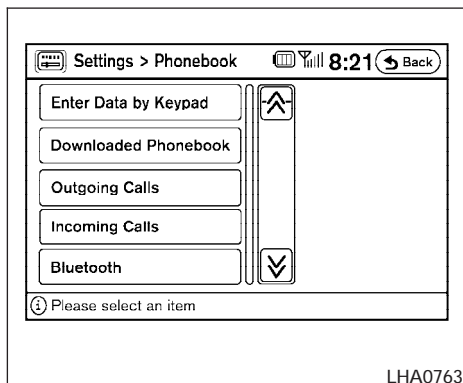 Settings > Phonebook 8:21 Back
Enter Data by Keypad
Downloaded Phonebook
Outgoing Calls
Incoming Calls
Bluetooth
i Please select an item
LHA0763